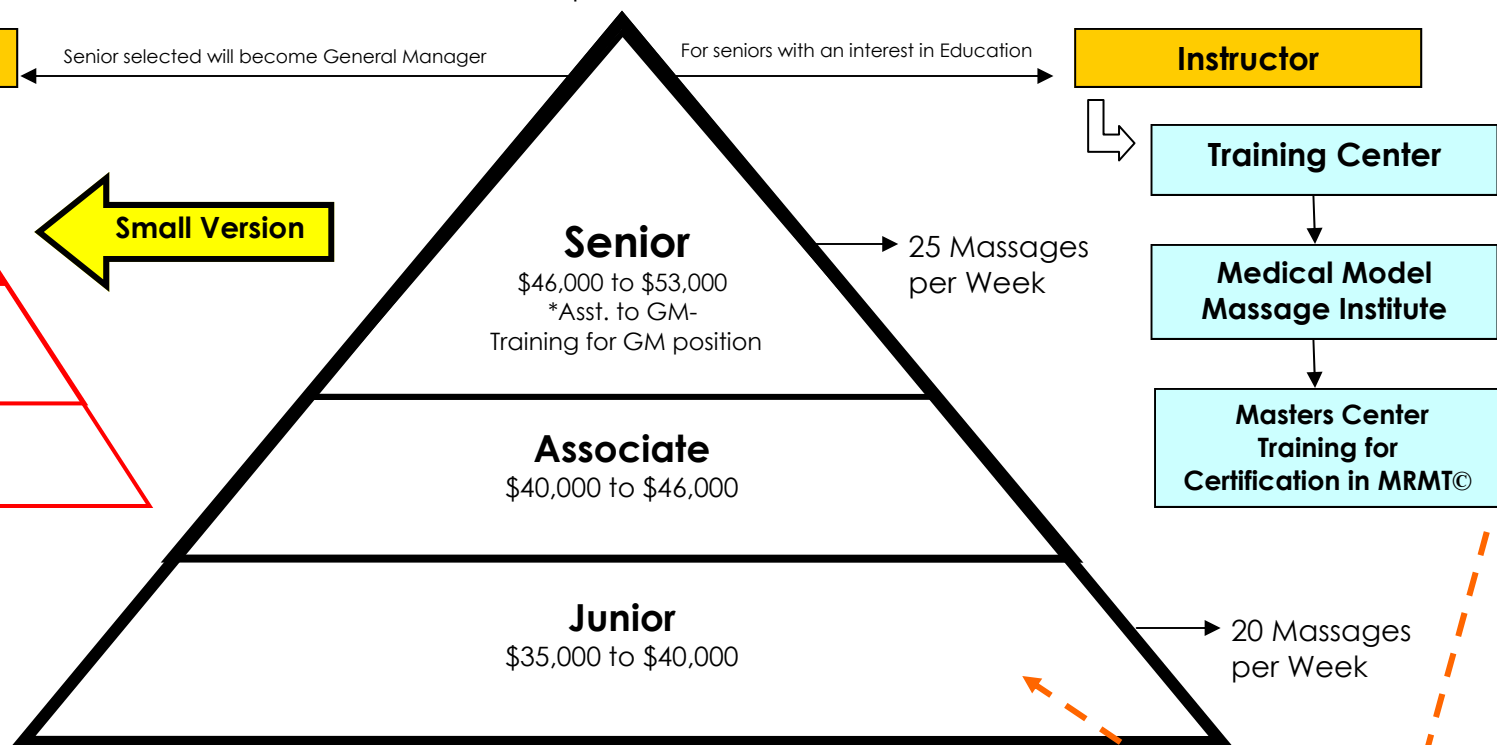 Senior selected will become General Manager
For seniors with an interest in Education
Instructor
Training Center
Small Version
Senior
$46,000 to $53,000
*Asst. to GM-
Training for GM position
25 Massages
per Week
Medical Model
Massage Institute
Masters Center
Training for
Certification in MRMT©
Associate
$40,000 to $46,000
Junior
$35,000 to $40,000
20 Massages
per Week